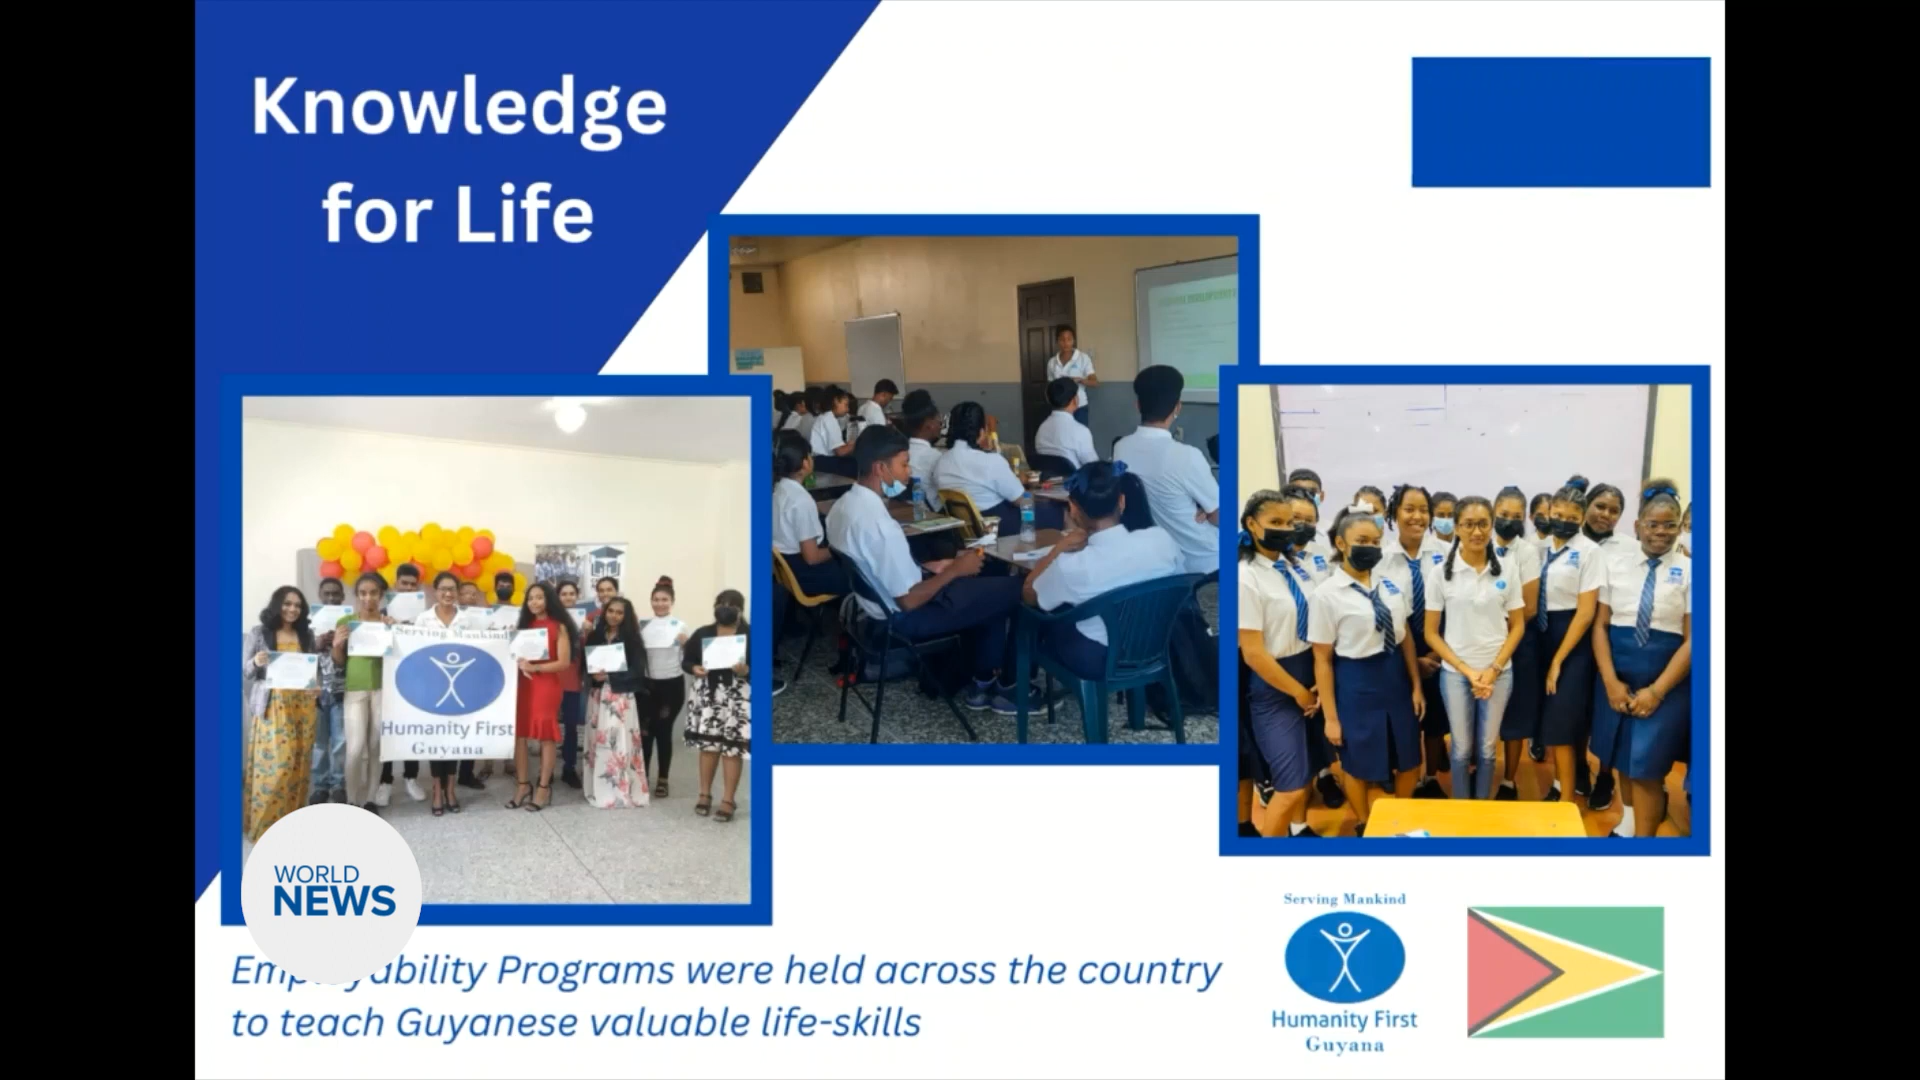 Knowledge
for Life
Serving Mankind
Humanity First
Guyana
WORLD
NEWS
Employability Programs were held across the country
to teach Guyanese valuable life-skills
Serving Mankind
Humanity First
Guyana